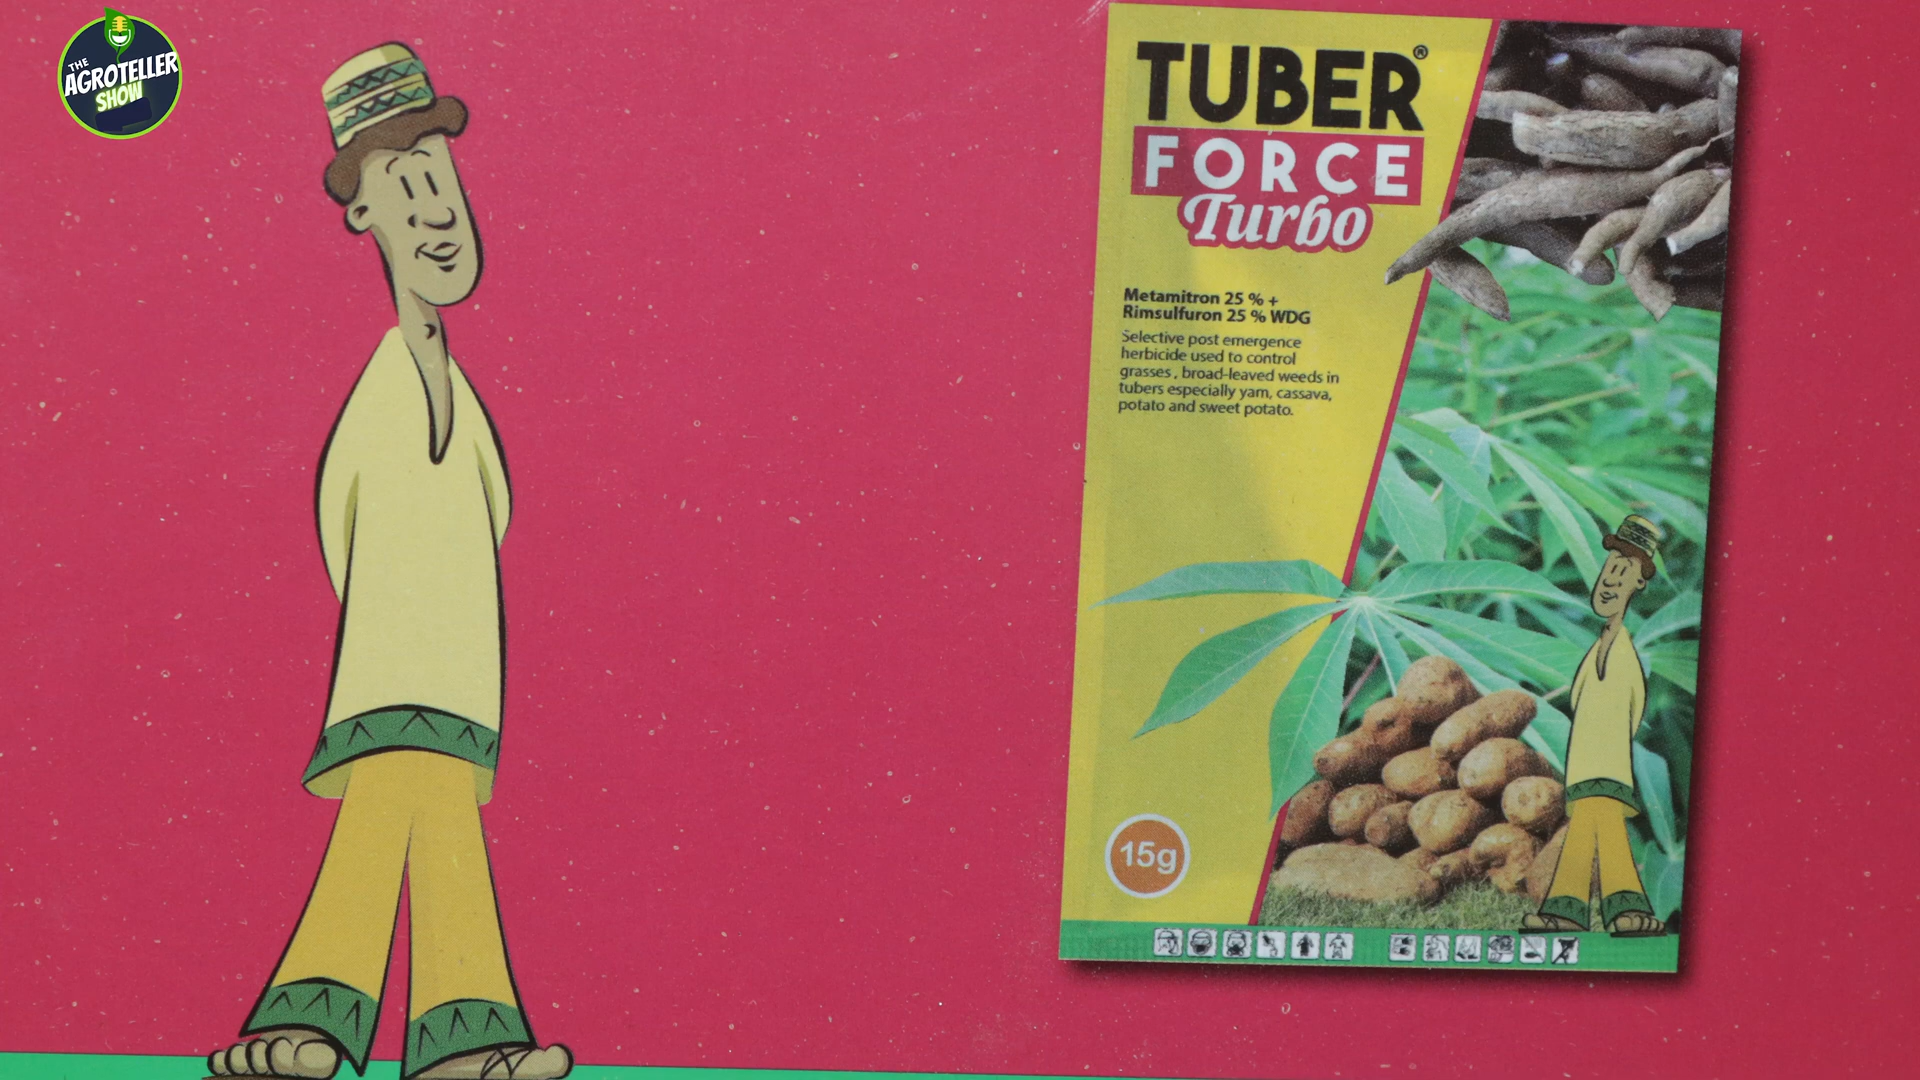 THE
AGROTELLER
SHOW
TUBER®
FORCE
Turbo
Metamitron 25 % +
Rimsulfuron 25 % WDG
Selective post emergence
herbicide used to control
grasses , broad-leaved weeds in
tubers especially yam, cassava,
potato and sweet potato.
15g